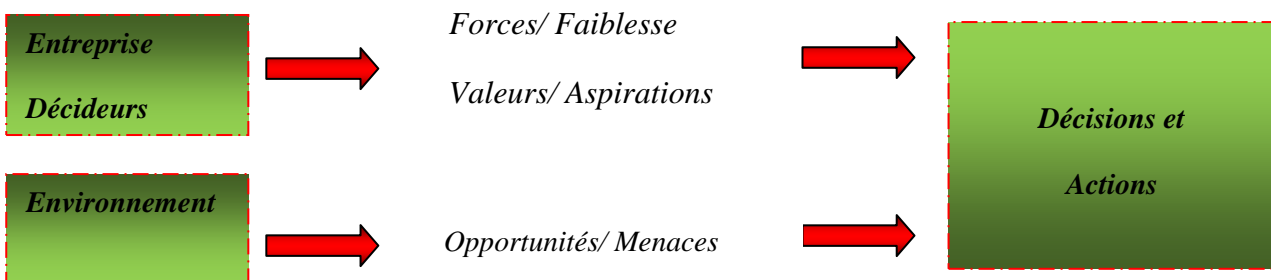 Entreprise
Décideurs
Forces/ Faiblesse
Valeurs/ Aspirations
Environnement
Opportunités/ Menaces
Décisions et
Actions